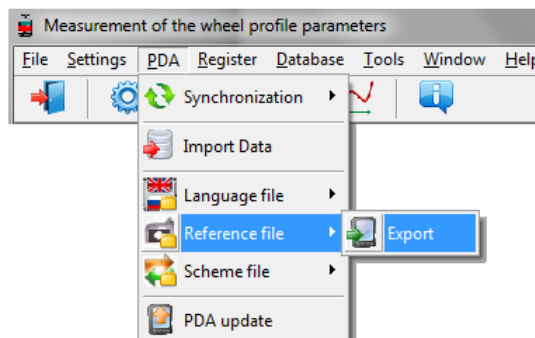 Measurement of the wheel profile parameters
File Settings PDA Register Database Tools Window Help
Synchronization
Import Data
Language file
Reference file Export
Scheme file
PDA update